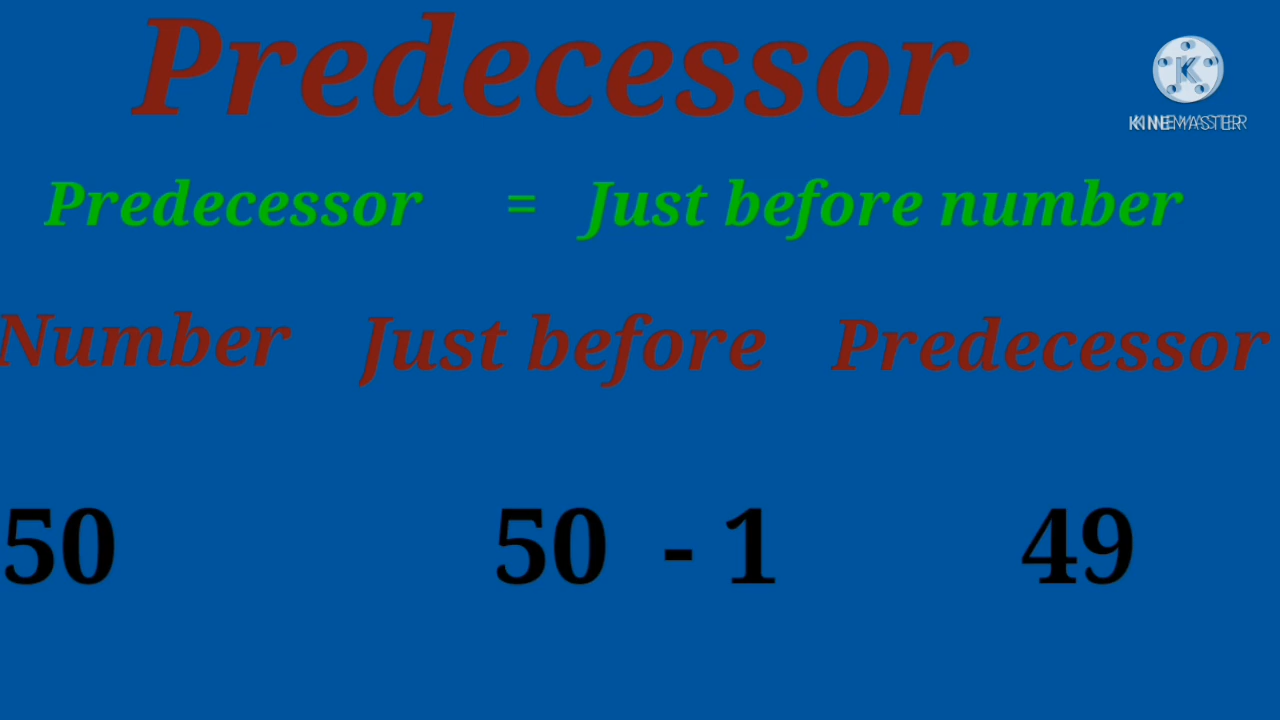 Predecessor
KINEMASTER
Predecessor = Just before number
Number Just before Predecessor
50 50 - 1 49